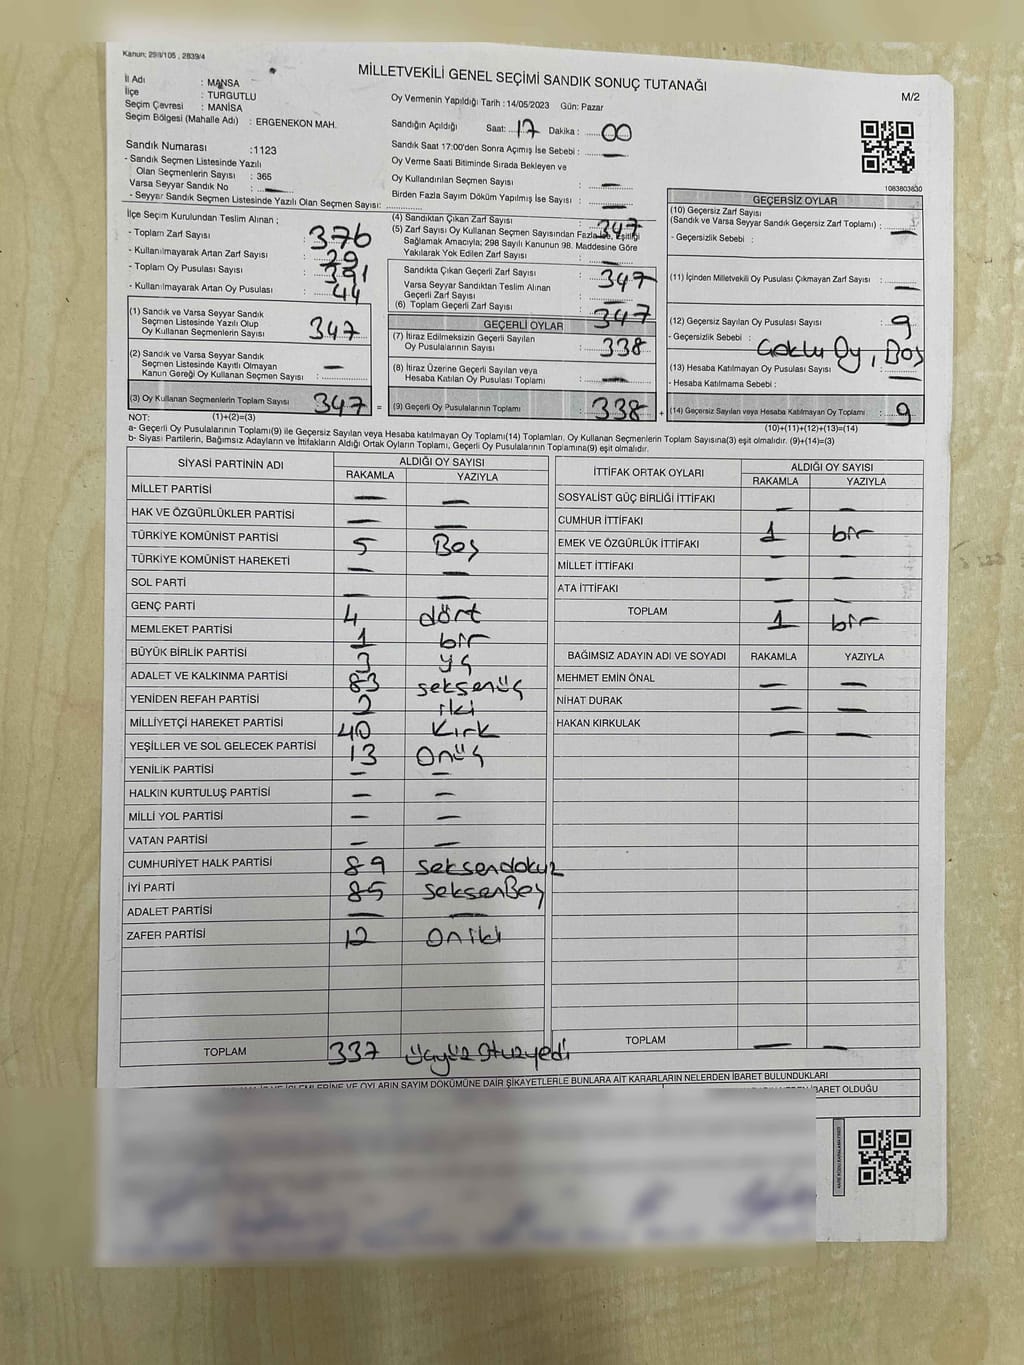 Kanun: 298/105 , 2839/4
MİLLETVEKİLİ GENEL SEÇİMİ SANDIK SONUÇ TUTANAĞI
M/2
İl Adı : MANİSA
İlçe : TURGUTLU
Seçim Çevresi : MANİSA
Seçim Bölgesi (Mahalle Adı) : ERGENEKON MAH.
Oy Vermenin Yapıldığı Tarih : 14/05/2023 Gün: Pazar
Sandığın Açıldığı Saat: 17 Dakika : 00
Sandık Saat 17:00'den Sonra Açımış İse Sebebi : —
Oy Verme Saati Bitiminde Sırada Bekleyen ve
Oy Kullandırılan Seçmen Sayısı : —
Birden Fazla Sayım Döküm Yapılmış İse Sayısı : —
Sandık Numarası :1123
- Sandık Seçmen Listesinde Yazılı
Olan Seçmenlerin Sayısı : 365
Varsa Seyyar Sandık No : —
- Seyyar Sandık Seçmen Listesinde Yazılı Olan Seçmen Sayısı:
1083803830
İlçe Seçim Kurulundan Teslim Alınan ;
- Toplam Zarf Sayısı : 376
- Kullanılmayarak Artan Zarf Sayısı : 29
- Toplam Oy Pusulası Sayısı : 391
- Kullanılmayarak Artan Oy Pusulası : 44
(1) Sandık ve Varsa Seyyar Sandık
Seçmen Listesinde Yazılı Olup
Oy Kullanan Seçmenlerin Sayısı : 347
(2) Sandık ve Varsa Seyyar Sandık
Seçmen Listesinde Kayıtlı Olmayan
Kanun Gereği Oy Kullanan Seçmen Sayısı : —
(3) Oy Kullanan Seçmenlerin Toplam Sayısı : 347 =
(4) Sandıktan Çıkan Zarf Sayısı : 347
(5) Zarf Sayısı Oy Kullanan Seçmen Sayısından Fazla İse, Eşitliği
Sağlamak Amacıyla; 298 Sayılı Kanunun 98. Maddesine Göre
Yakılarak Yok Edilen Zarf Sayısı : —
Sandıkta Çıkan Geçerli Zarf Sayısı : 347
Varsa Seyyar Sandıktan Teslim Alınan
Geçerli Zarf Sayısı : —
(6) Toplam Geçerli Zarf Sayısı : 347
GEÇERLİ OYLAR
(7) İtiraz Edilmeksizin Geçerli Sayılan
Oy Pusulalarının Sayısı : 338
(8) İtiraz Üzerine Geçerli Sayılan veya
Hesaba Katılan Oy Pusulası Toplamı : —
(9) Geçerli Oy Pusulalarının Toplamı : 338 +
GEÇERSİZ OYLAR
(10) Geçersiz Zarf Sayısı
(Sandık ve Varsa Seyyar Sandık Geçersiz Zarf Toplamı) : —
- Geçersizlik Sebebi :
(11) İçinden Milletvekili Oy Pusulası Çıkmayan Zarf Sayısı : —
(12) Geçersiz Sayılan Oy Pusulası Sayısı : 9
- Geçersizlik Sebebi : Çoklu Oy, Boş
(13) Hesaba Katılmayan Oy Pusulası Sayısı : —
- Hesaba Katılmama Sebebi :
(14) Geçersiz Sayılan veya Hesaba Katılmayan Oy Toplamı : 9
NOT: (1)+(2)=(3)
(10)+(11)+(12)+(13)=(14)
a- Geçerli Oy Pusulalarının Toplamı(9) ile Geçersiz Sayılan veya Hesaba katılmayan Oy Toplamı(14) Toplamları, Oy Kullanan Seçmenlerin Toplam Sayısına(3) eşit olmalıdır. (9)+(14)=(3)
b- Siyasi Partilerin, Bağımsız Adayların ve İttifakların Aldığı Ortak Oyların Toplamı, Geçerli Oy Pusulalarının Toplamına(9) eşit olmalıdır.
SİYASİ PARTİNİN ADI ALDIĞI OY SAYISI
RAKAMLA YAZIYLA
MİLLET PARTİSİ — —
HAK VE ÖZGÜRLÜKLER PARTİSİ — —
TÜRKİYE KOMÜNİST PARTİSİ 5 Beş
TÜRKİYE KOMÜNİST HAREKETİ — —
SOL PARTİ — —
GENÇ PARTİ 4 dört
MEMLEKET PARTİSİ 1 bir
BÜYÜK BİRLİK PARTİSİ 3 üç
ADALET VE KALKINMA PARTİSİ 83 seksenüç
YENİDEN REFAH PARTİSİ 2 iki
MİLLİYETÇİ HAREKET PARTİSİ 40 Kırk
YEŞİLLER VE SOL GELECEK PARTİSİ 13 Onüç
YENİLİK PARTİSİ — —
HALKIN KURTULUŞ PARTİSİ — —
MİLLİ YOL PARTİSİ — —
VATAN PARTİSİ — —
CUMHURİYET HALK PARTİSİ 89 seksendokuz
İYİ PARTİ 85 seksenBeş
ADALET PARTİSİ — —
ZAFER PARTİSİ 12 Oniki
TOPLAM 337 üçyüz otuzyedi
İTTİFAK ORTAK OYLARI ALDIĞI OY SAYISI
RAKAMLA YAZIYLA
SOSYALİST GÜÇ BİRLİĞİ İTTİFAKI — —
CUMHUR İTTİFAKI 1 bir
EMEK VE ÖZGÜRLÜK İTTİFAKI — —
MİLLET İTTİFAKI — —
ATA İTTİFAKI — —
TOPLAM 1 bir
BAĞIMSIZ ADAYIN ADI VE SOYADI RAKAMLA YAZIYLA
MEHMET EMİN ÖNAL — —
NİHAT DURAK — —
HAKAN KIRKULAK — —
TOPLAM — —
İŞLEMLERİNE VE OYLARIN SAYIM DÖKÜMÜNE DAİR ŞİKAYETLERLE BUNLARA AİT KARARLARIN NELERDEN İBARET BULUNDUKLARI
İBARET OLDUĞU